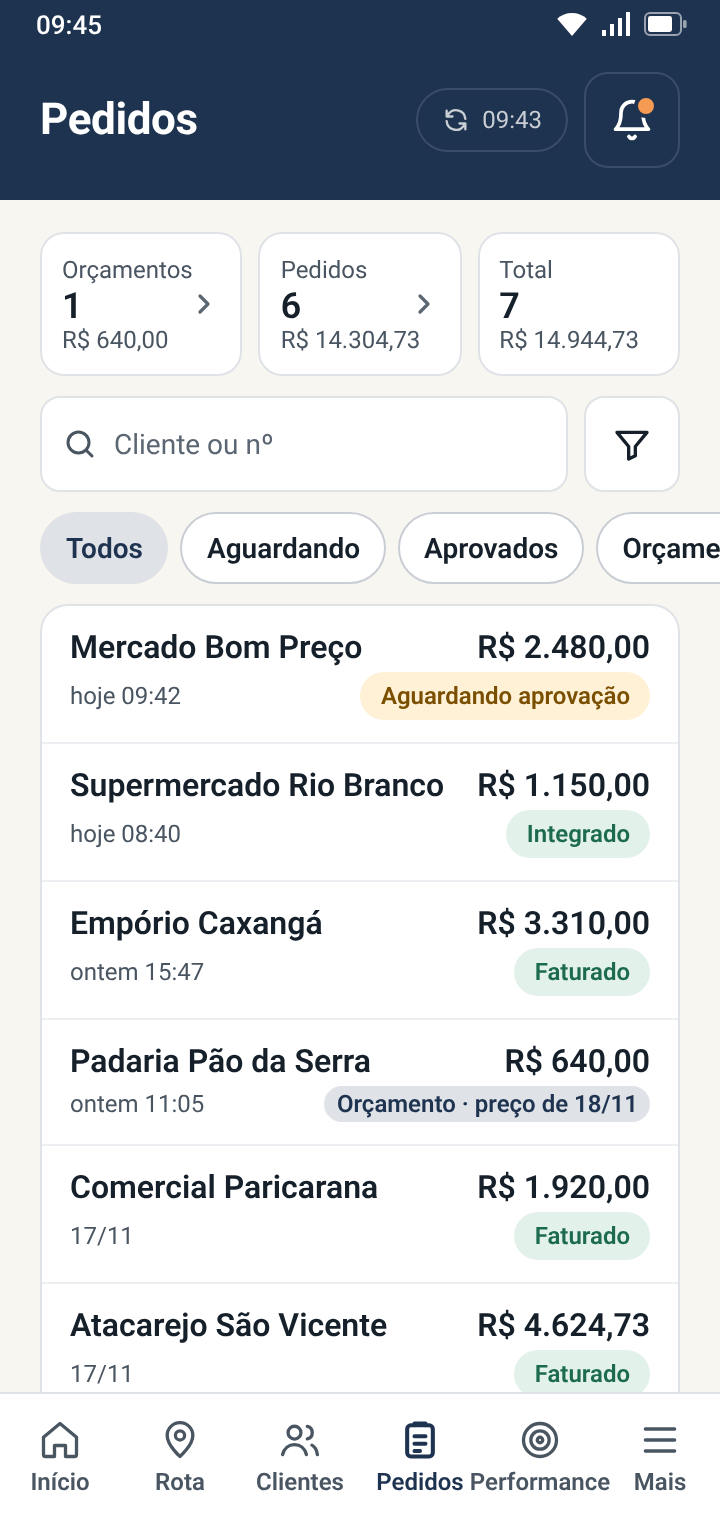 09:45
Pedidos
09:43
Orçamentos
1
R$ 640,00
Pedidos
6
R$ 14.304,73
Total
7
R$ 14.944,73
Cliente ou nº
Todos
Aguardando
Aprovados
Orçame
Mercado Bom Preço
R$ 2.480,00
hoje 09:42
Aguardando aprovação
Supermercado Rio Branco
R$ 1.150,00
hoje 08:40
Integrado
Empório Caxangá
R$ 3.310,00
ontem 15:47
Faturado
Padaria Pão da Serra
R$ 640,00
ontem 11:05
Orçamento · preço de 18/11
Comercial Paricarana
R$ 1.920,00
17/11
Faturado
Atacarejo São Vicente
R$ 4.624,73
17/11
Faturado
Início
Rota
Clientes
Pedidos
Performance
Mais